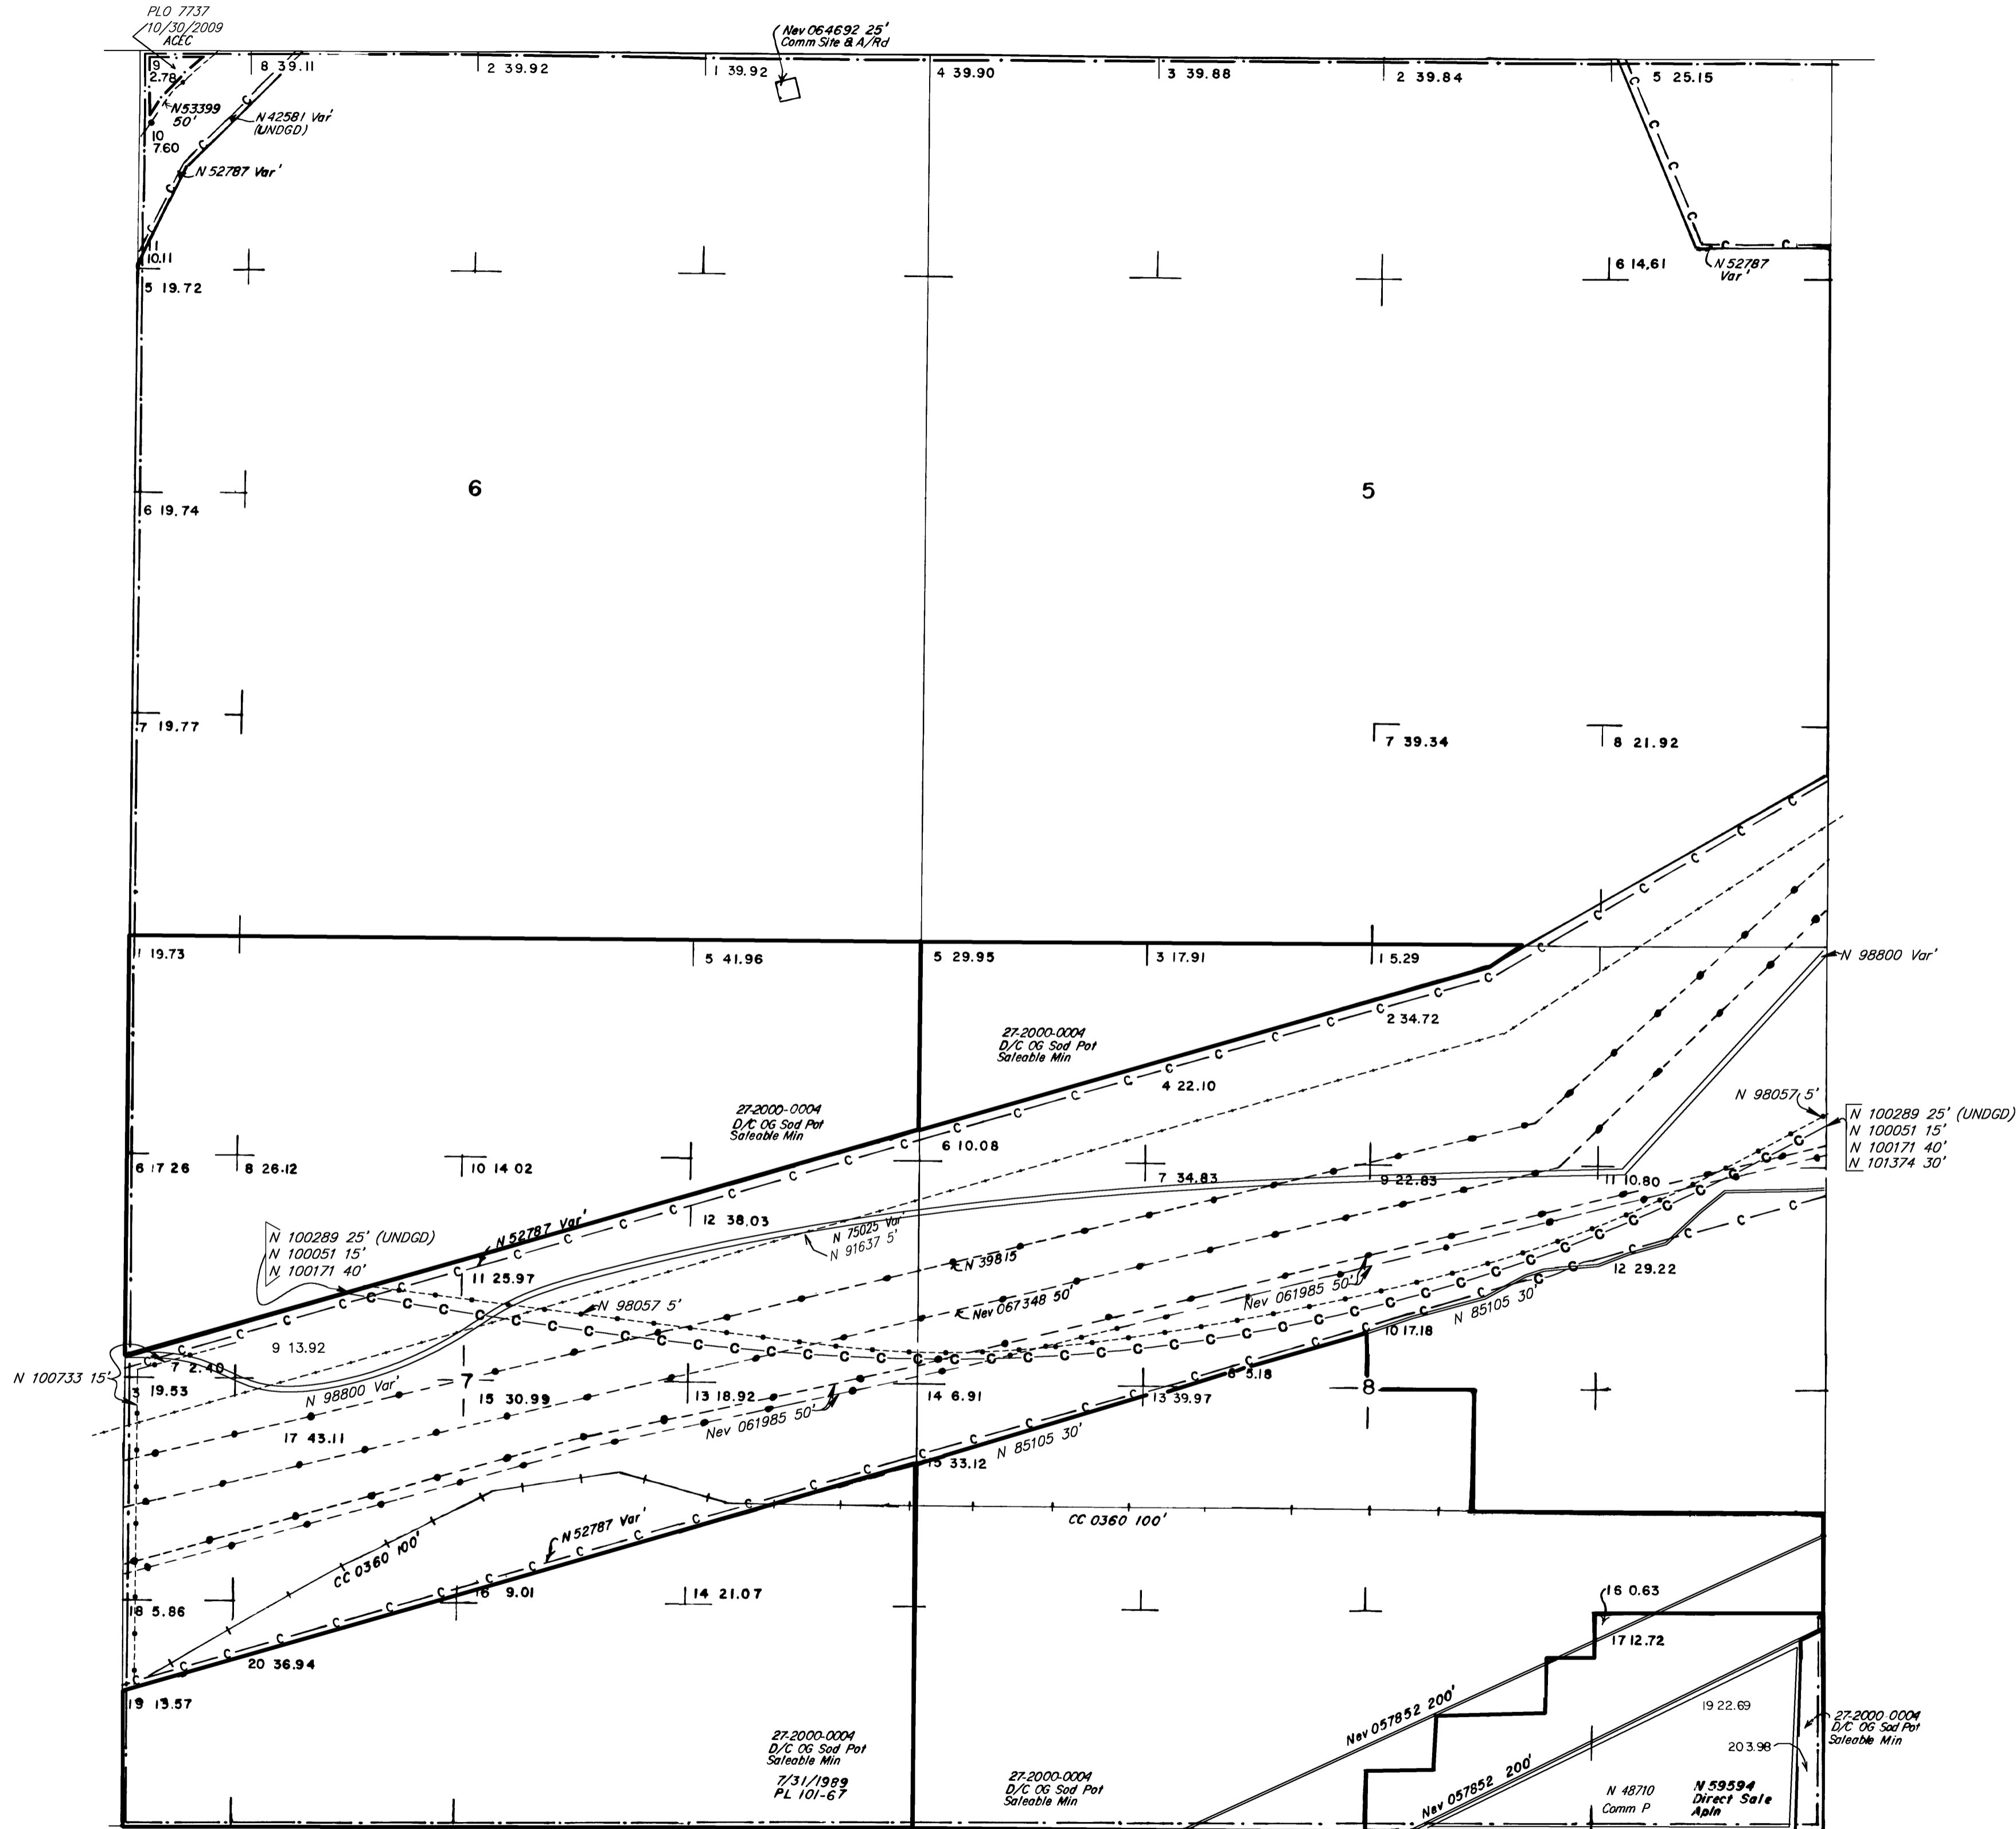 PLO 7737
10/30/2009
ACEC
Nev 064692 25'
Comm Site & A/Rd
9
2.78
8 39.11
2 39.92
1 39.92
4 39.90
3 39.88
2 39.84
5 25.15
N53399
50'
N 42581 Var'
(UNDGD)
10
7.60
N 52787 Var'
11
10.11
5 19.72
6 14.61
N 52787
Var'
6
5
6 19.74
7 19.77
7 39.34
8 21.92
1 19.73
5 41.96
5 29.95
3 17.91
1 5.29
N 98800 Var'
2 34.72
27-2000-0004
D/C OG Sod Pot
Saleable Min
4 22.10
27-2000-0004
D/C OG Sod Pot
Saleable Min
N 98057 5'
N 100289 25' (UNDGD)
N 100051 15'
N 100171 40'
N 101374 30'
6 10.08
6 17 26
8 26.12
10 14 02
7 34.83
9 22.83
11 10.80
12 38.03
N 52787 Var'
N 75025 Var'
N 91637 5'
N 100289 25' (UNDGD)
N 100051 15'
N 100171 40'
11 25.97
N 39815
12 29.22
N 98057 5'
Nev 067348 50'
Nev 061985 50'
N 85105 30'
10 17.18
9 13.92
7 2.40
N 100733 15'
3 19.53
N 98800 Var'
7
15 30.99
13 18.92
14 6.91
13 39.97
8 5.18
8
Nev 061985 50'
17 43.11
N 85105 30'
15 33.12
CC 0360 100'
N 52787 Var'
CC 0360 100'
18 5.86
16 9.01
14 21.07
16 0.63
17 12.72
20 36.94
19 13.57
Nev 057852 200'
19 22.69
27-2000-0004
D/C OG Sod Pot
Saleable Min
20 3.98
27-2000-0004
D/C OG Sod Pot
Saleable Min
7/31/1989
PL 101-67
27-2000-0004
D/C OG Sod Pot
Saleable Min
Nev 057852 200'
N 48710
Comm P
N 59594
Direct Sale
Apln